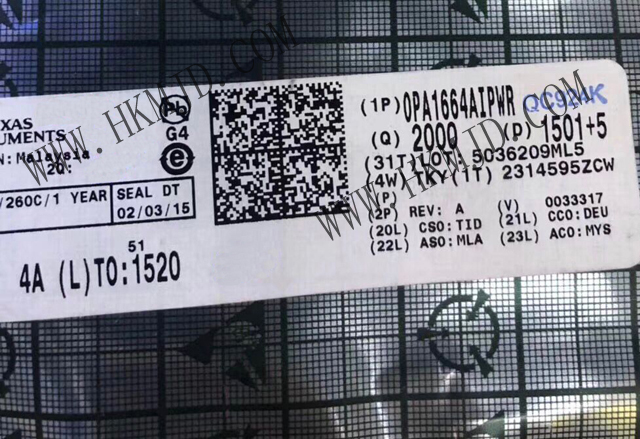 WWW.HKMJD.COM
WWW.HKMJD.COM
XAS
UMENTS
N: Malaysia
2Q:
/260C/1 YEAR
SEAL DT
02/03/15
Pb
G4
e
51
4A (L)TO:1520
(1P) OPA1664AIPWR QC924K
(Q) 2000 (P) 1501+5
(31T)LOT: 5036209ML5
(4W) TKY(1T) 2314595ZCW
(P)
(2P) REV: A (V) 0033317
(20L) CSO: TID (21L) CCO:DEU
(22L) ASO: MLA (23L) ACO: MYS